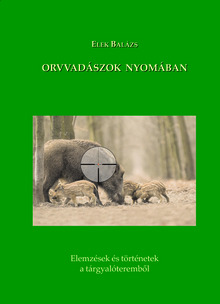 Elek Balázs
ORVVADÁSZOK NYOMÁBAN
Elemzések és történetek
a tárgyalóteremből